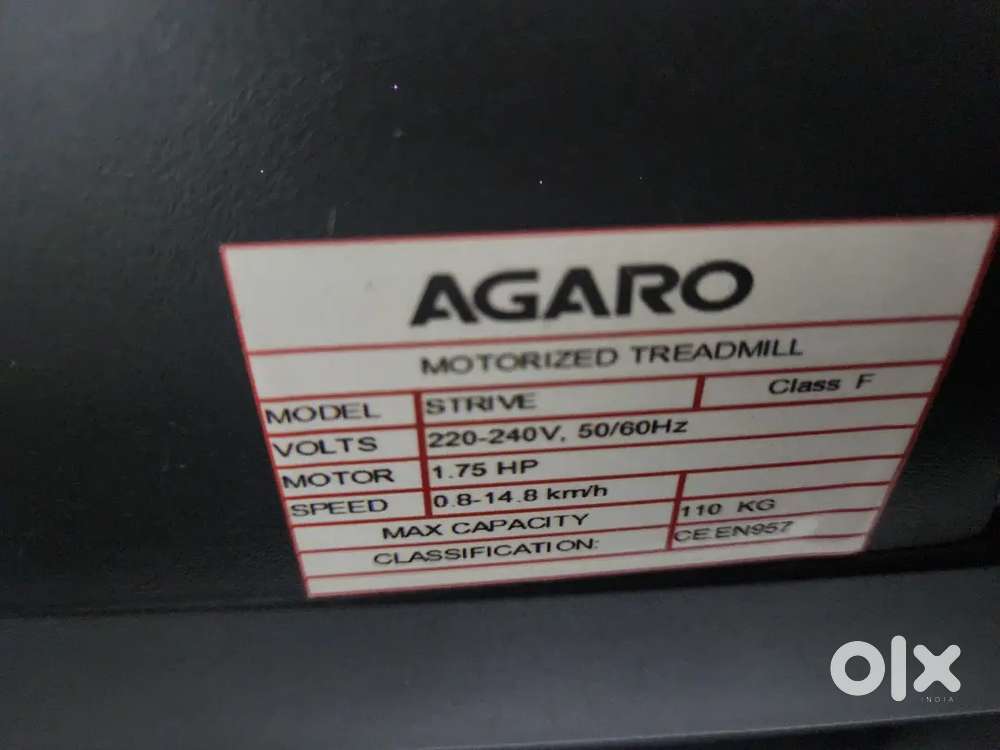 AGARO
MOTORIZED TREADMILL
MODEL STRIVE Class F
VOLTS 220-240V, 50/60Hz
MOTOR 1.75 HP
SPEED 0.8-14.8 km/h
MAX CAPACITY 110 KG
CLASSIFICATION: CE.EN957
olx
INDIA